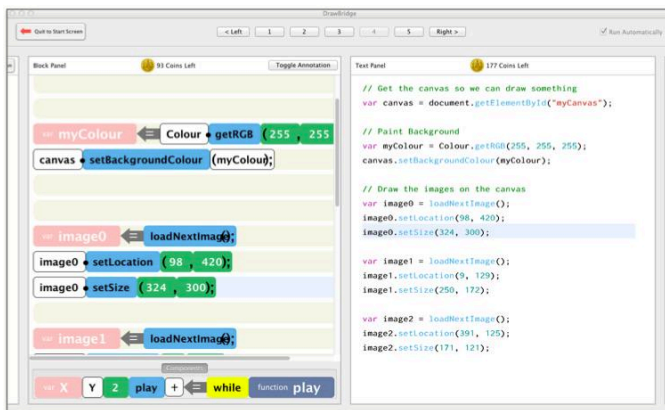 DrawBridge
Quit to Start Screen
< Left
1
2
3
4
5
Right >
Run Automatically
Block Panel
93 Coins Left
Toggle Annotation
var myColour = Colour • getRGB (255 , 255
canvas • setBackgroundColour (myColour);
var image0 = loadNextImage();
image0 • setLocation (98 , 420);
image0 • setSize (324 , 300);
var image1 = loadNextImage();
Components
var X Y 2 play + = while function play
Text Panel
177 Coins Left
// Get the canvas so we can draw something
var canvas = document.getElementById("myCanvas");
// Paint Background
var myColour = Colour.getRGB(255, 255, 255);
canvas.setBackgroundColour(myColour);
// Draw the images on the canvas
var image0 = loadNextImage();
image0.setLocation(98, 420);
image0.setSize(324, 300);
var image1 = loadNextImage();
image1.setLocation(9, 129);
image1.setSize(250, 172);
var image2 = loadNextImage();
image2.setLocation(391, 125);
image2.setSize(171, 121);